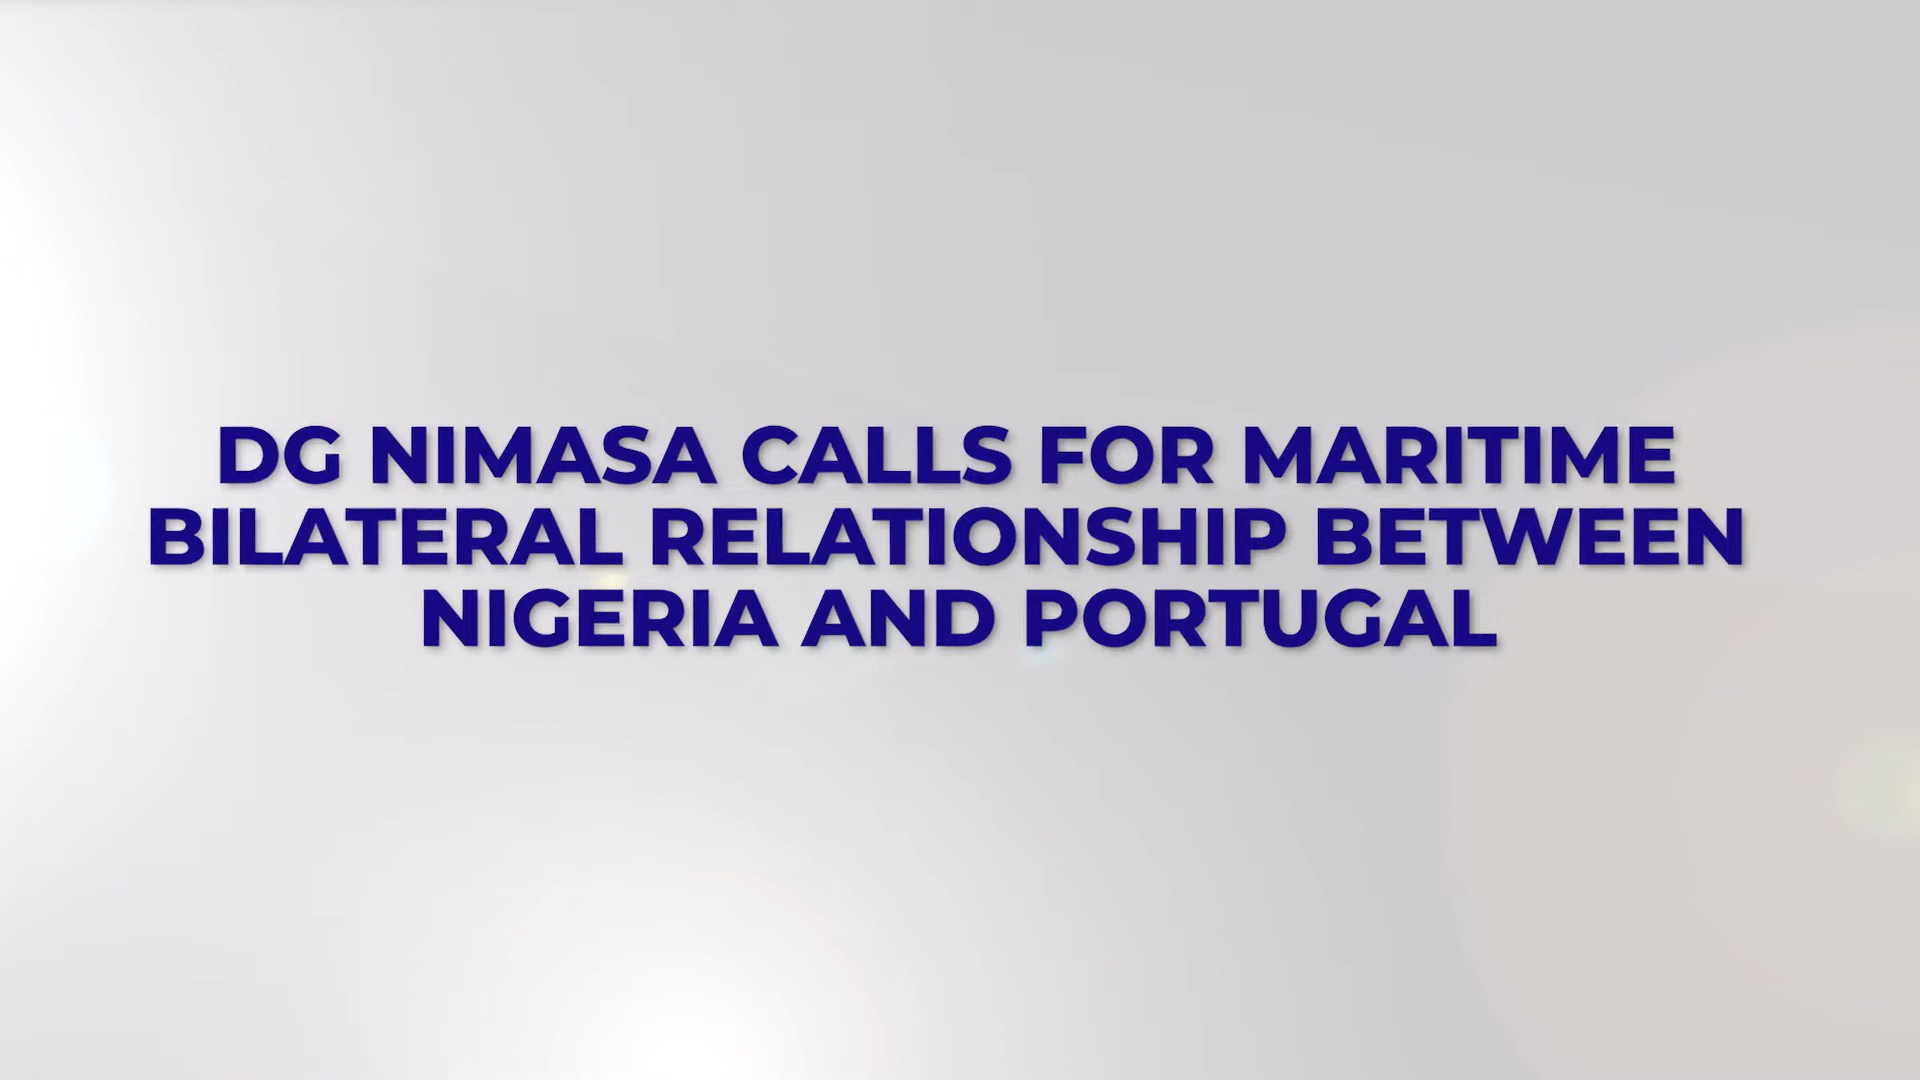 DG NIMASA CALLS FOR MARITIME
BILATERAL RELATIONSHIP BETWEEN
NIGERIA AND PORTUGAL